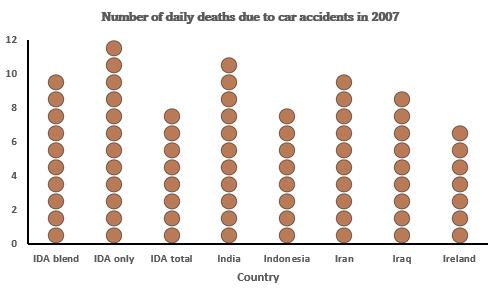 Number of daily deaths due to car accidents in 2007
12
10
8
6
4
2
0
IDA blend IDA only IDA total India Indonesia Iran Iraq Ireland
Country